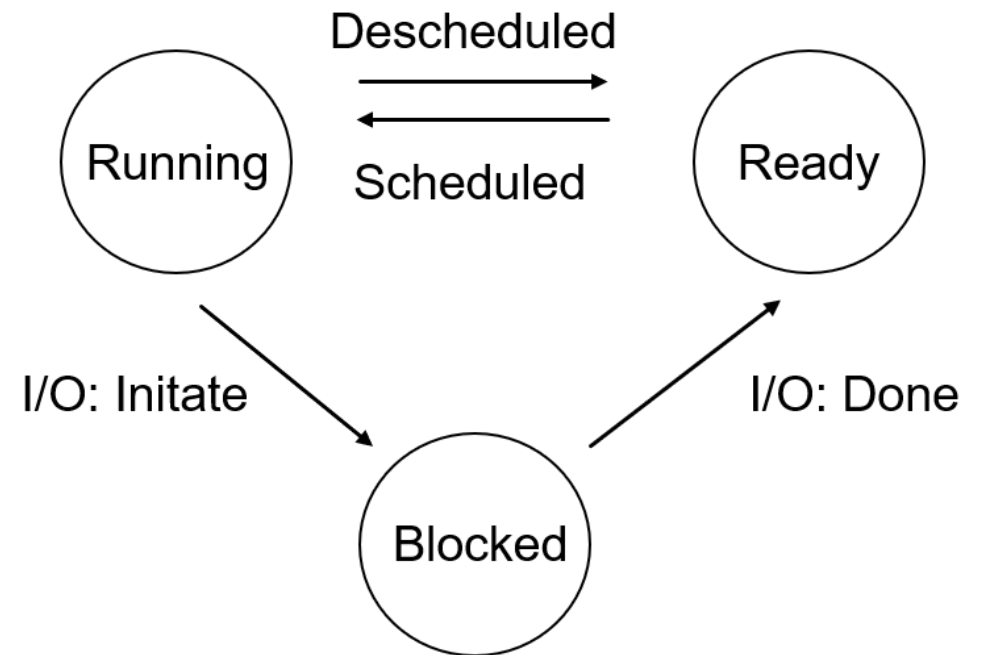 Descheduled
Running
Ready
Scheduled
I/O: Initate
I/O: Done
Blocked